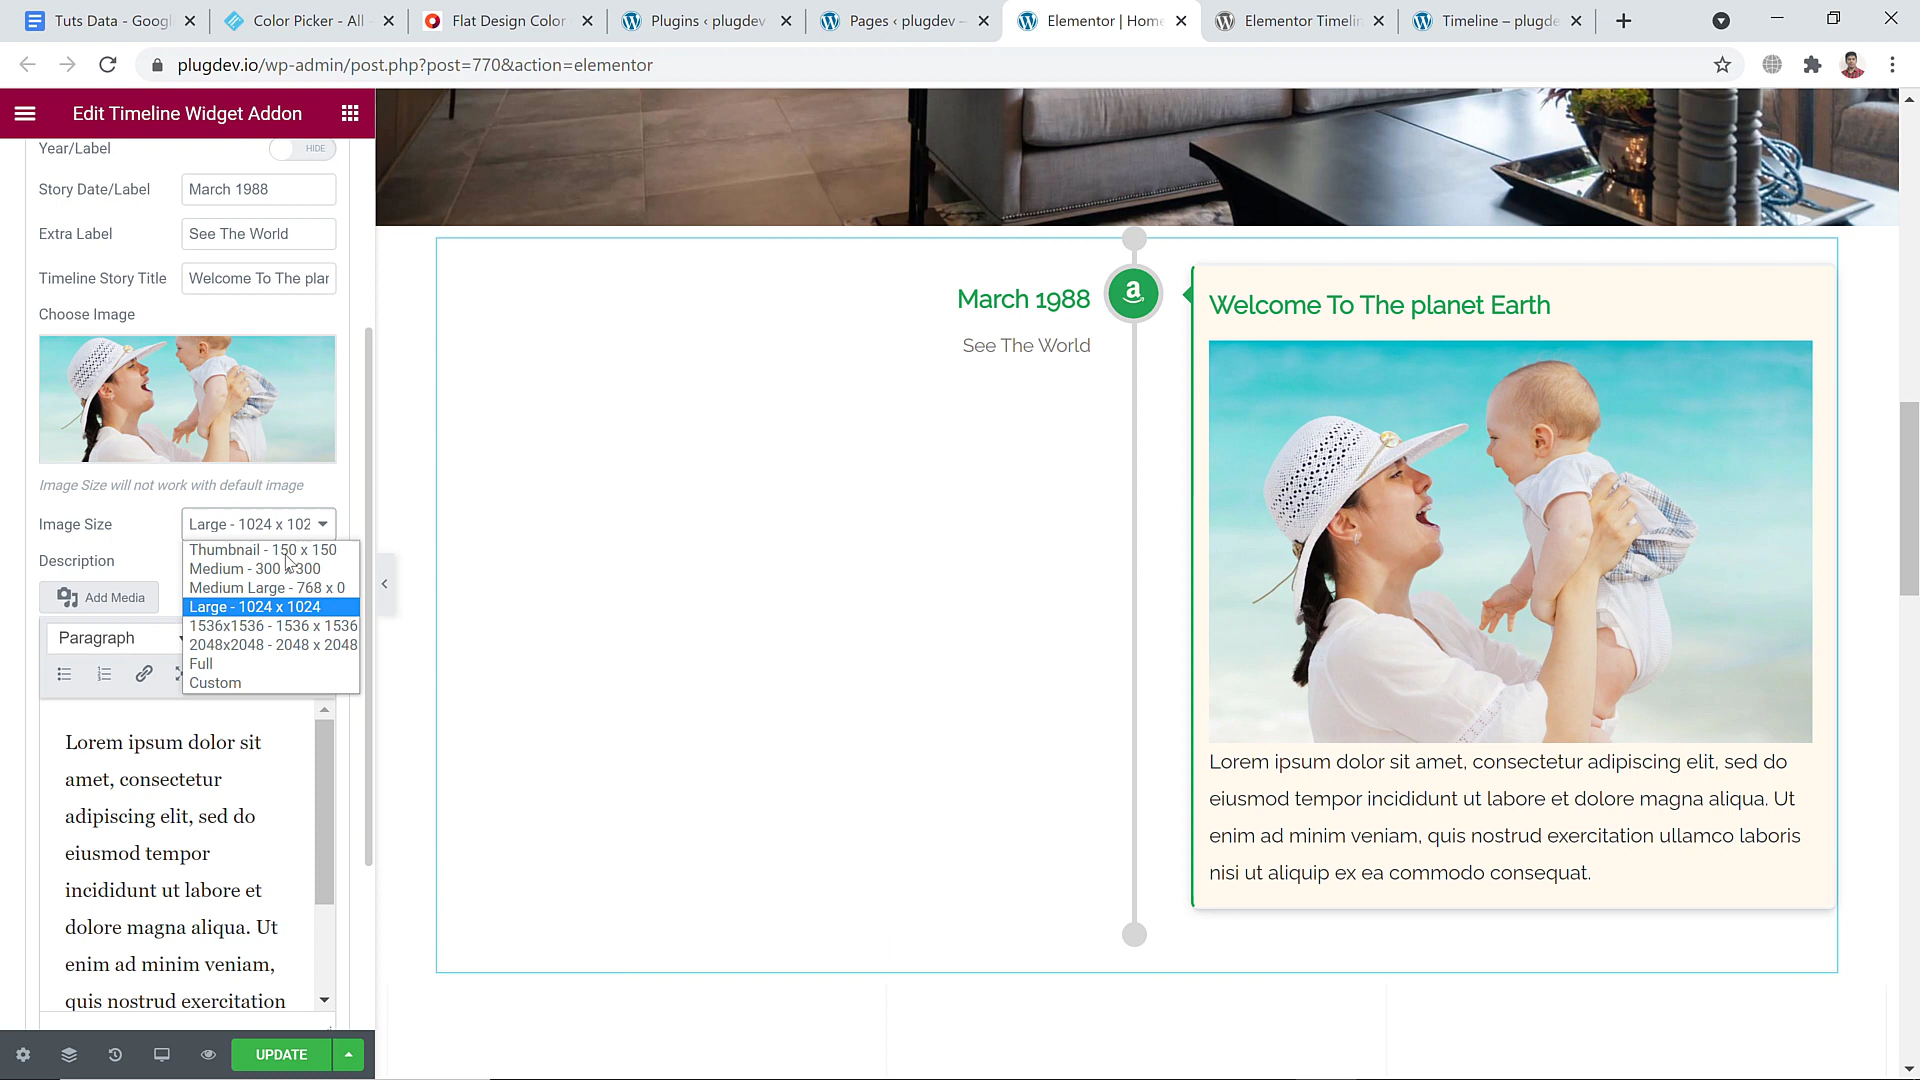 Tuts Data - Googl
Color Picker - All
Flat Design Color
Plugins ‹ plugdev
Pages ‹ plugdev –
Elementor | Home
Elementor Timelin
Timeline – plugde
plugdev.io/wp-admin/post.php?post=770&action=elementor
Edit Timeline Widget Addon
Year/Label
HIDE
Story Date/Label
March 1988
Extra Label
See The World
Timeline Story Title
Welcome To The plan
Choose Image
Image Size will not work with default image
Image Size
Large - 1024 x 102
Thumbnail - 150 x 150
Medium - 300 x 300
Medium Large - 768 x 0
Large - 1024 x 1024
1536x1536 - 1536 x 1536
2048x2048 - 2048 x 2048
Full
Custom
Description
Add Media
Paragraph
Lorem ipsum dolor sit
amet, consectetur
adipiscing elit, sed do
eiusmod tempor
incididunt ut labore et
dolore magna aliqua. Ut
enim ad minim veniam,
quis nostrud exercitation
UPDATE
March 1988
See The World
Welcome To The planet Earth
Lorem ipsum dolor sit amet, consectetur adipiscing elit, sed do
eiusmod tempor incididunt ut labore et dolore magna aliqua. Ut
enim ad minim veniam, quis nostrud exercitation ullamco laboris
nisi ut aliquip ex ea commodo consequat.